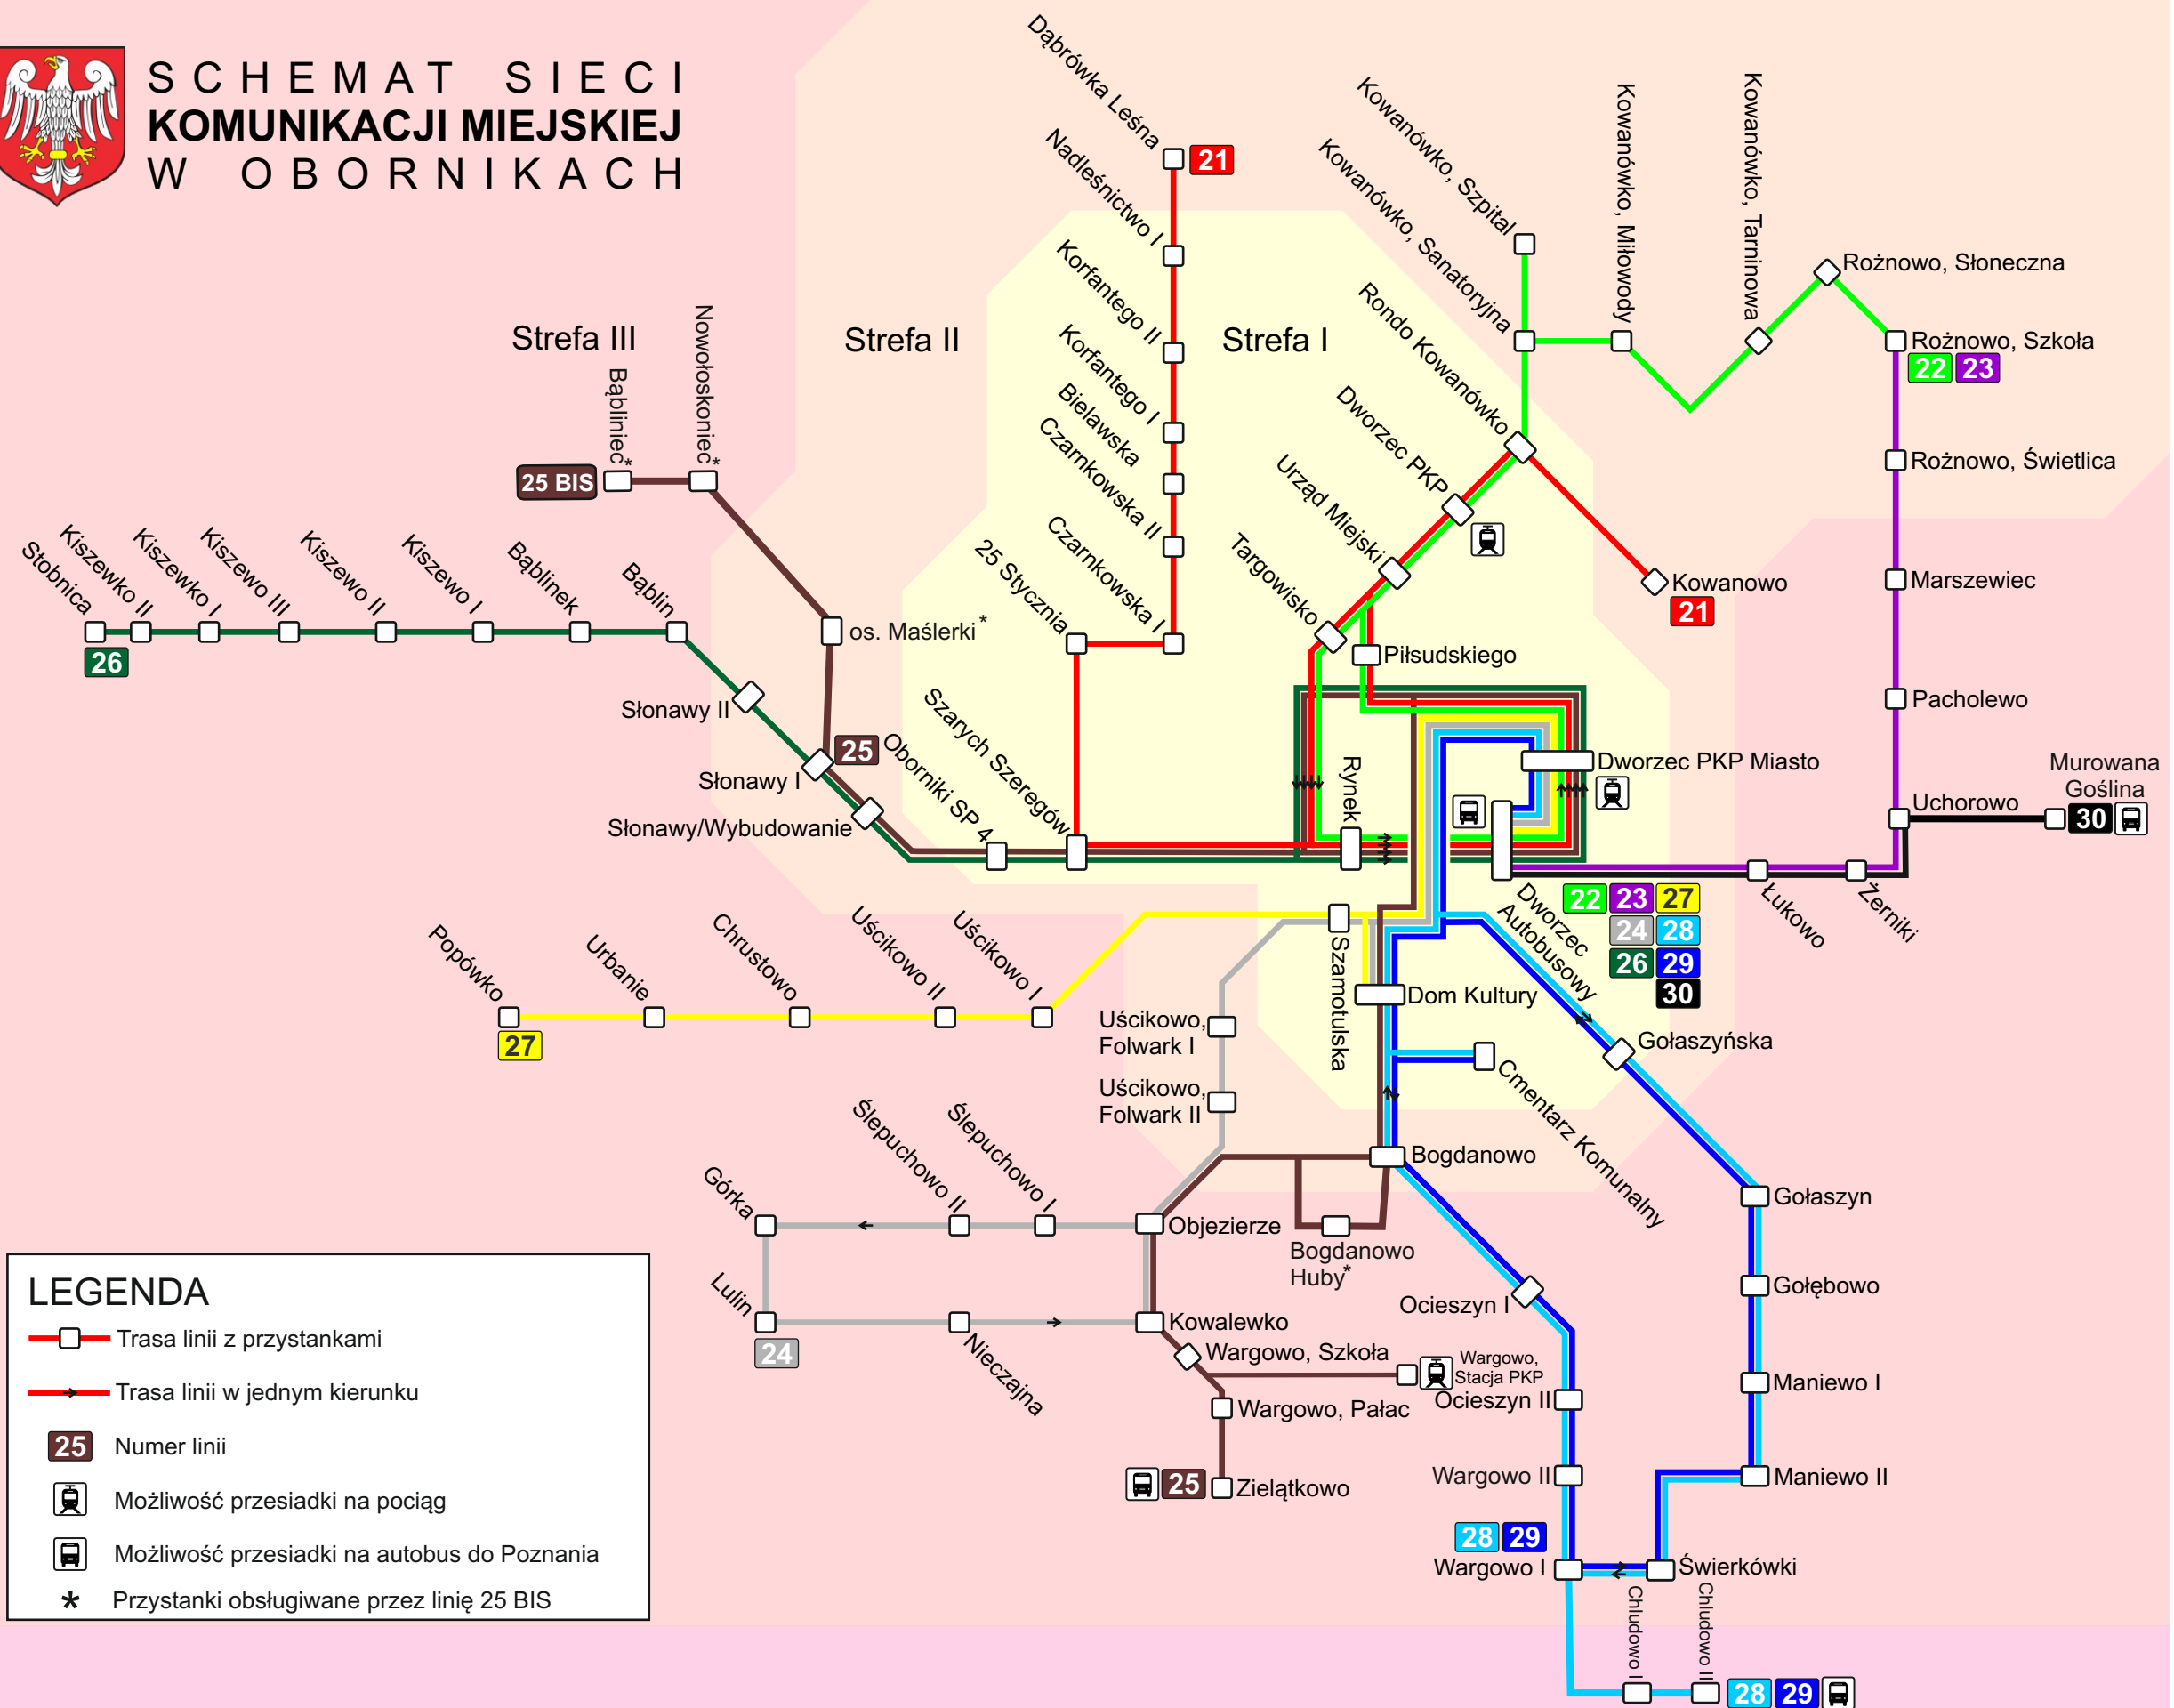 SCHEMAT SIECI
KOMUNIKACJI MIEJSKIEJ
W OBORNIKACH
Strefa III
Strefa II
Strefa I
Dąbrówka Leśna
21
Nadleśnictwo I
Korfantego II
Korfantego I
Bielawska
Czarnkowska II
Czarnkowska I
25 Stycznia
Szarych Szeregów
Oborniki SP 4
Kowanówko, Szpital
Kowanówko, Sanatoryjna
Kowanówko, Miłowody
Kowanówko, Tarninowa
Rożnowo, Słoneczna
Rożnowo, Szkoła
22 23
Rożnowo, Świetlica
Marszewiec
Pacholewo
Uchorowo
Murowana
Goślina
30
Żerniki
Łukowo
Rondo Kowanówko
Dworzec PKP
Urząd Miejski
Targowisko
Piłsudskiego
Kowanowo
21
Rynek
Dworzec PKP Miasto
Dworzec
Autobusowy
22 23 27
24 28
26 29
30
Bąbliniec*
Nowołoskoniec*
25 BIS
os. Maślerki*
Stobnica
26
Kiszewko II
Kiszewko I
Kiszewo III
Kiszewo II
Kiszewo I
Bąblinek
Bąblin
Słonawy II
Słonawy I
25
Słonawy/Wybudowanie
Popówko
27
Urbanie
Chrustowo
Uścikowo II
Uścikowo I
Szamotulska
Dom Kultury
Uścikowo,
Folwark I
Uścikowo,
Folwark II
Cmentarz Komunalny
Gołaszyńska
Bogdanowo
Bogdanowo
Huby*
Objezierze
Ślepuchowo I
Ślepuchowo II
Górka
Lulin
24
Nieczajna
Kowalewko
Wargowo, Szkoła
Wargowo,
Stacja PKP
Wargowo, Pałac
25
Zielątkowo
Ocieszyn I
Ocieszyn II
Wargowo II
28 29
Wargowo I
Świerkówki
Gołaszyn
Gołębowo
Maniewo I
Maniewo II
Chludowo I
Chludowo II
28 29
LEGENDA
Trasa linii z przystankami
Trasa linii w jednym kierunku
25 Numer linii
Możliwość przesiadki na pociąg
Możliwość przesiadki na autobus do Poznania
* Przystanki obsługiwane przez linię 25 BIS